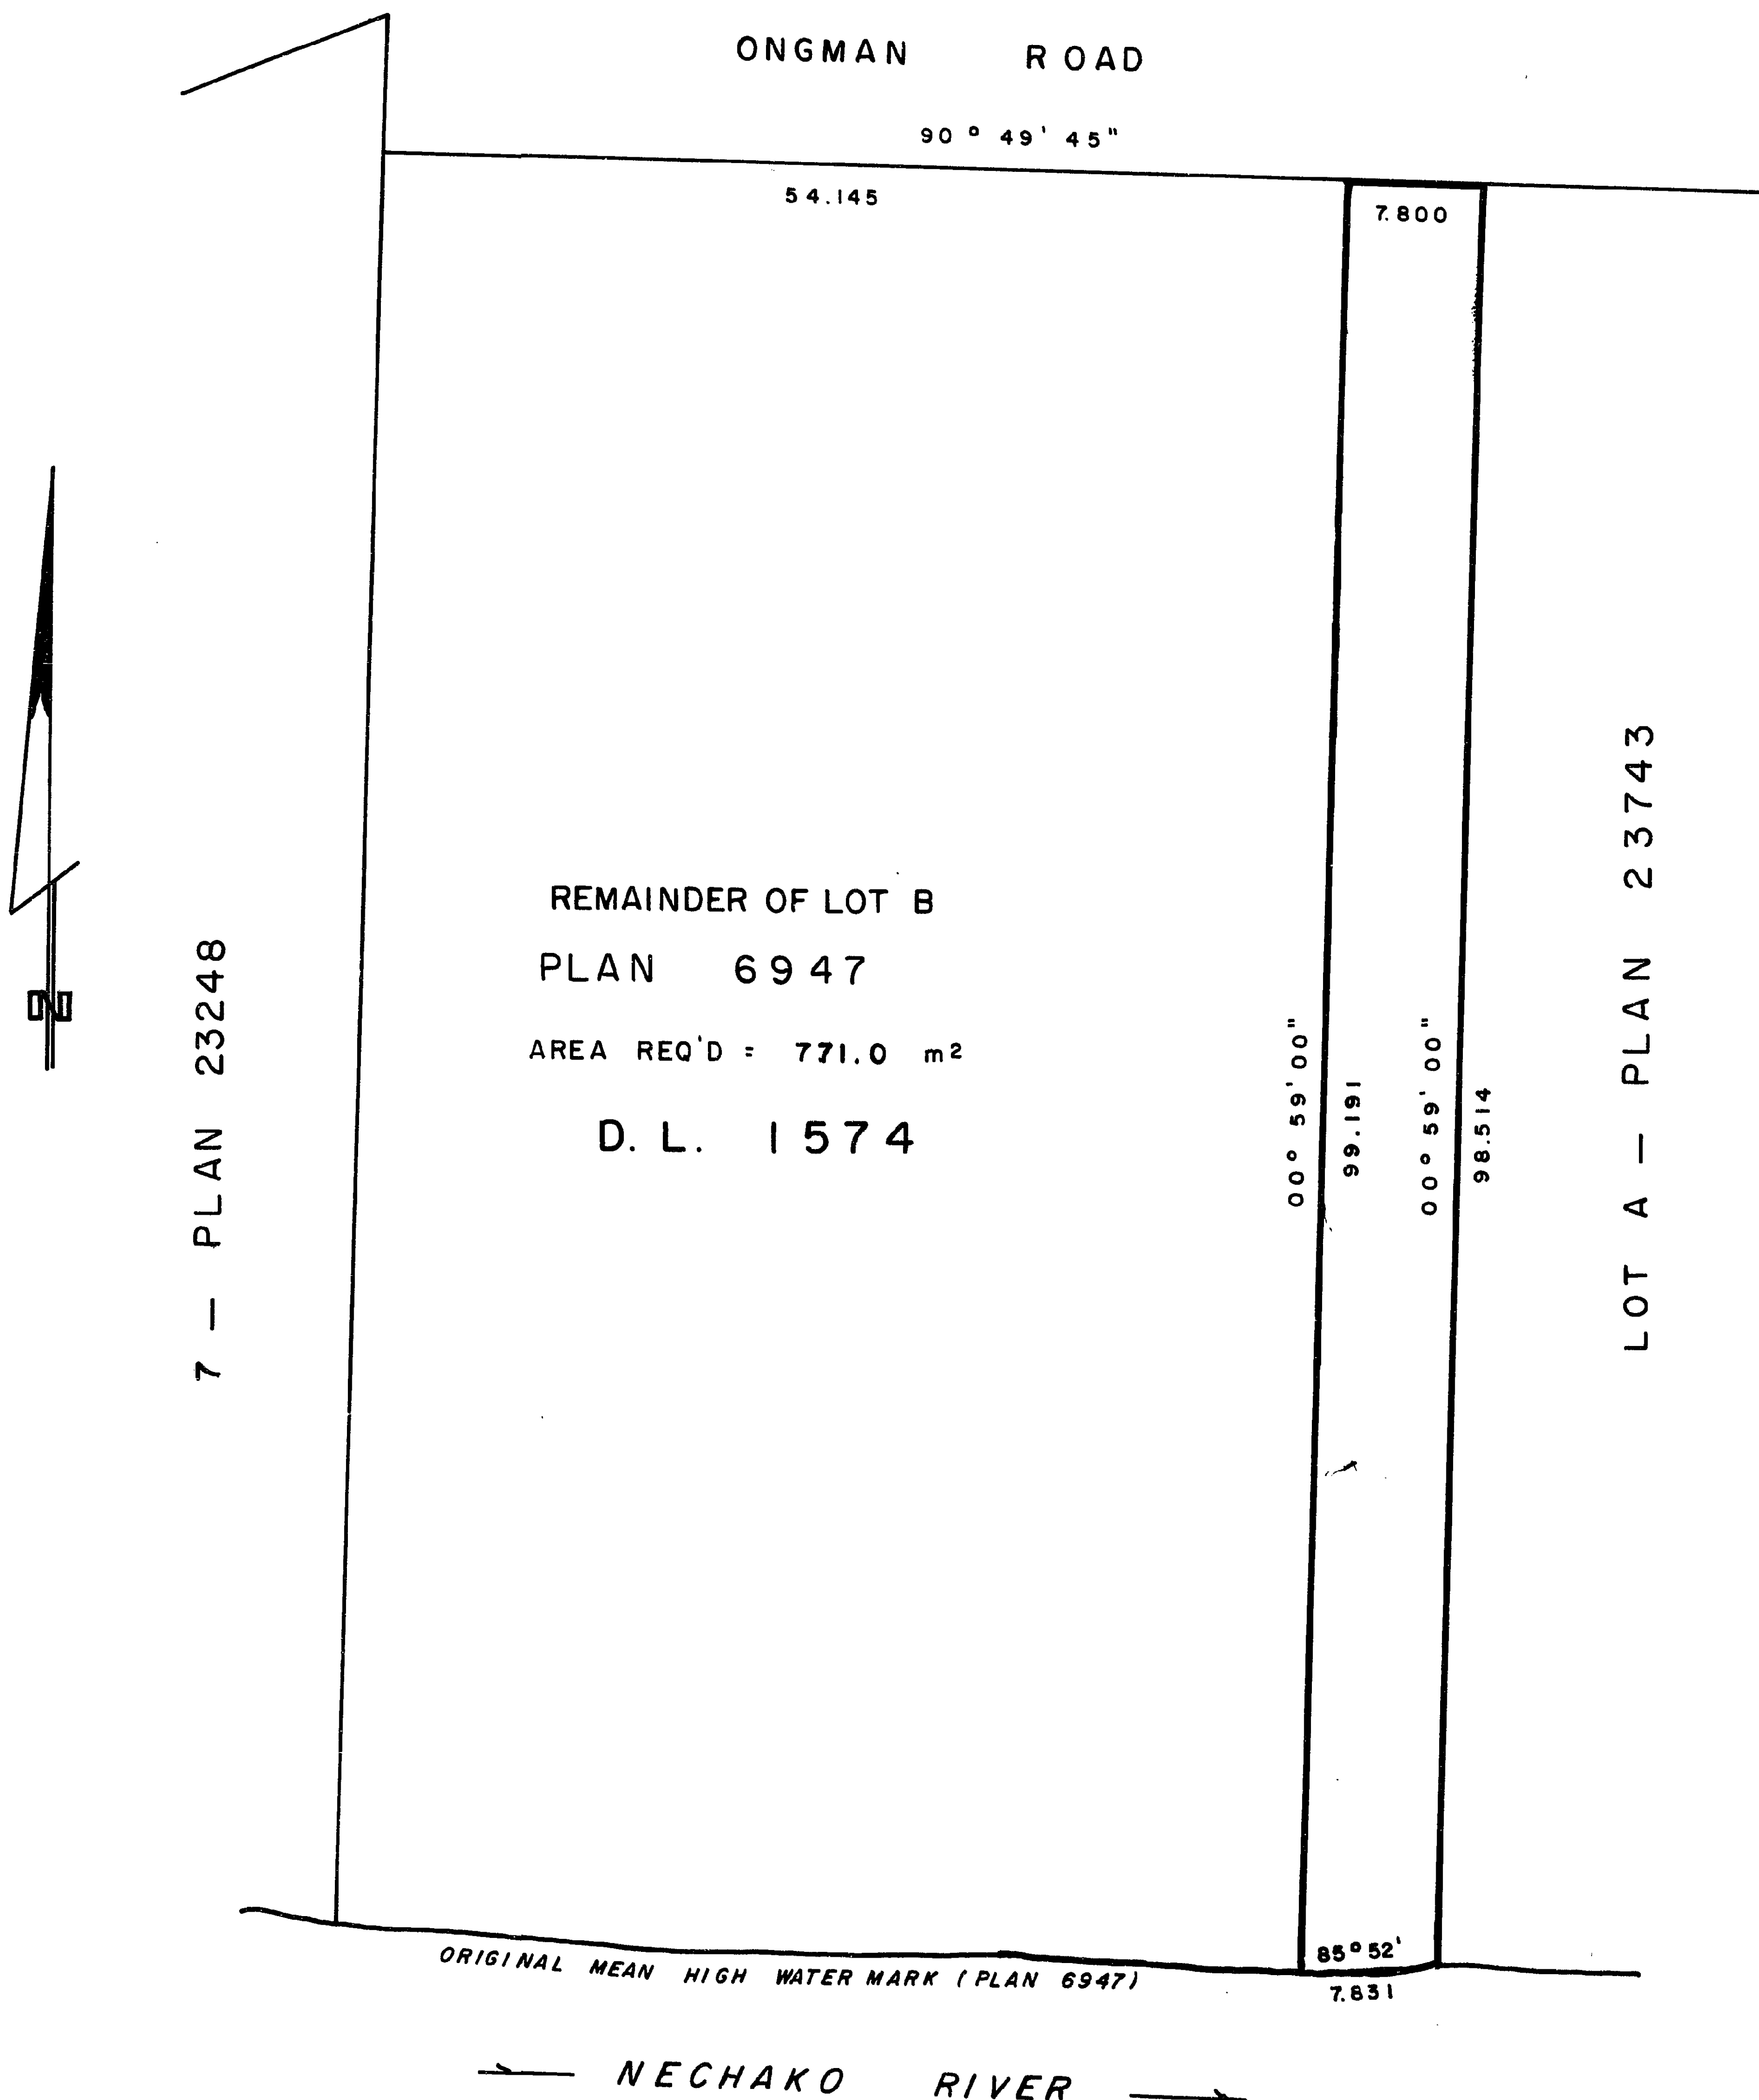 ONGMAN ROAD
90° 49' 45"
54.145
7.800
N
7 — PLAN 23248
REMAINDER OF LOT B
PLAN 6947
AREA REQ'D = 771.0 m²
D. L. 1574
00° 59' 00"
99.191
00° 59' 00"
98.514
LOT A — PLAN 23743
85° 52'
7.831
ORIGINAL MEAN HIGH WATER MARK (PLAN 6947)
NECHAKO RIVER